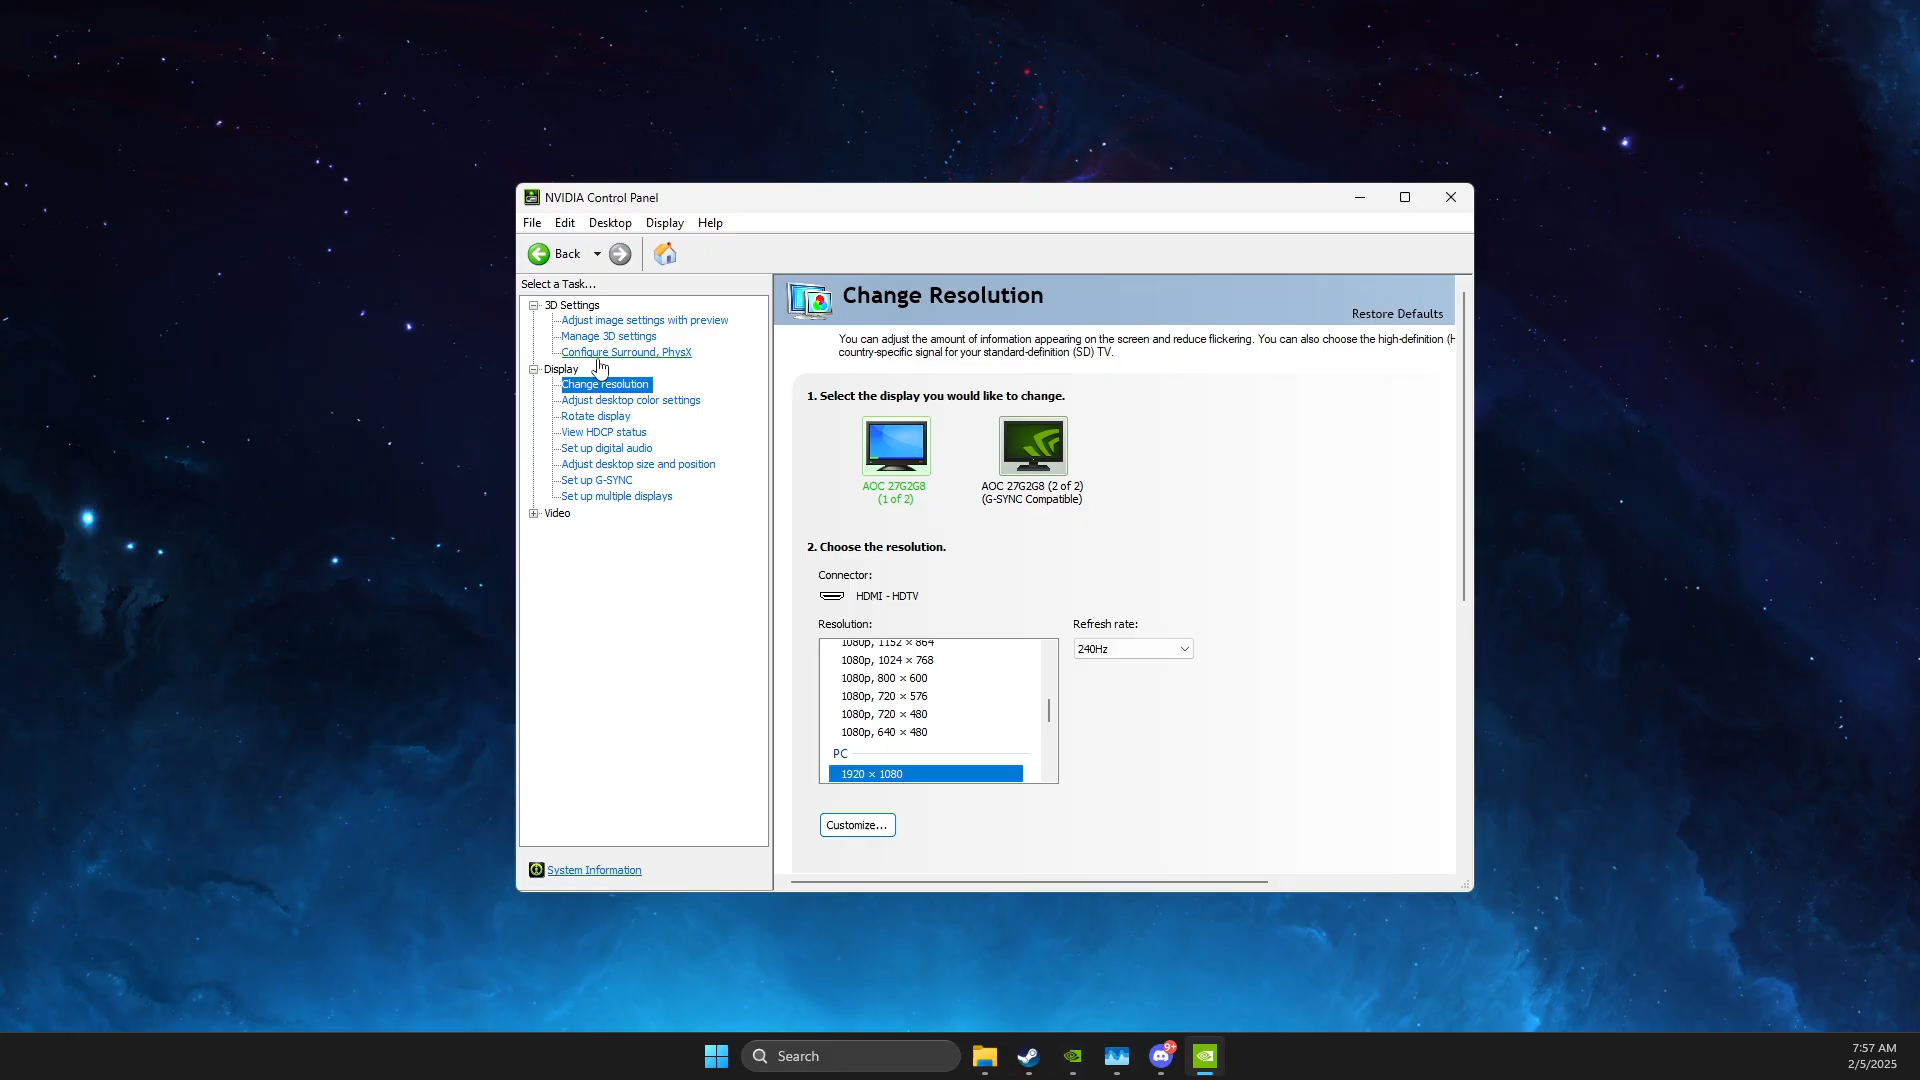 NVIDIA Control Panel
File Edit Desktop Display Help
Back
Select a Task...
3D Settings
Adjust image settings with preview
Manage 3D settings
Configure Surround, PhysX
Display
Change resolution
Adjust desktop color settings
Rotate display
View HDCP status
Set up digital audio
Adjust desktop size and position
Set up G-SYNC
Set up multiple displays
Video
System Information
Change Resolution
Restore Defaults
You can adjust the amount of information appearing on the screen and reduce flickering. You can also choose the high-definition (H
country-specific signal for your standard-definition (SD) TV.
1. Select the display you would like to change.
AOC 27G2G8
(1 of 2)
AOC 27G2G8 (2 of 2)
(G-SYNC Compatible)
2. Choose the resolution.
Connector:
HDMI - HDTV
Resolution:
Refresh rate:
1080p, 1152 × 864
240Hz
1080p, 1024 × 768
1080p, 800 × 600
1080p, 720 × 576
1080p, 720 × 480
1080p, 640 × 480
PC
1920 × 1080
Customize...
Search
9+
7:57 AM
2/5/2025